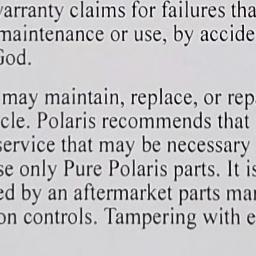 warranty claims for failures tha
maintenance or use, by accide
God.
may maintain, replace, or rep
cle. Polaris recommends that
service that may be necessary
se only Pure Polaris parts. It is
ed by an aftermarket parts man
on controls. Tampering with e